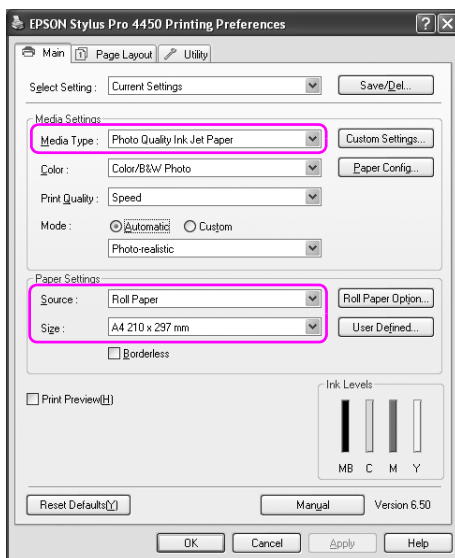 EPSON Stylus Pro 4450 Printing Preferences
Main Page Layout Utility
Select Setting : Current Settings Save/Del...
Media Settings
Media Type : Photo Quality Ink Jet Paper Custom Settings...
Color : Color/B&W Photo Paper Config...
Print Quality : Speed
Mode : Automatic Custom
Photo-realistic
Paper Settings
Source : Roll Paper Roll Paper Option...
Size : A4 210 x 297 mm User Defined...
Borderless
Ink Levels
Print Preview(H)
MB C M Y
Reset Defaults(Y) Manual Version 6.50
OK Cancel Apply Help